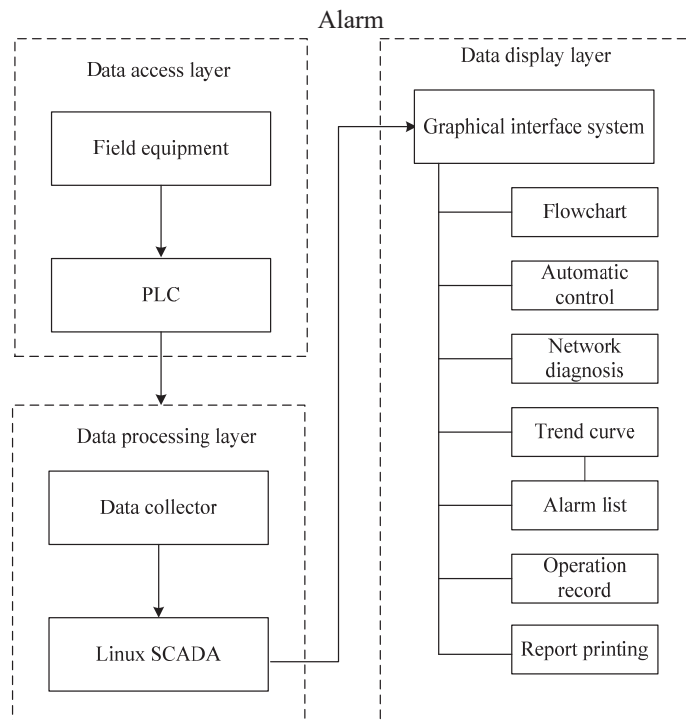 Alarm
Data access layer
Field equipment
PLC
Data processing layer
Data collector
Linux SCADA
Data display layer
Graphical interface system
Flowchart
Automatic
control
Network
diagnosis
Trend curve
Alarm list
Operation
record
Report printing